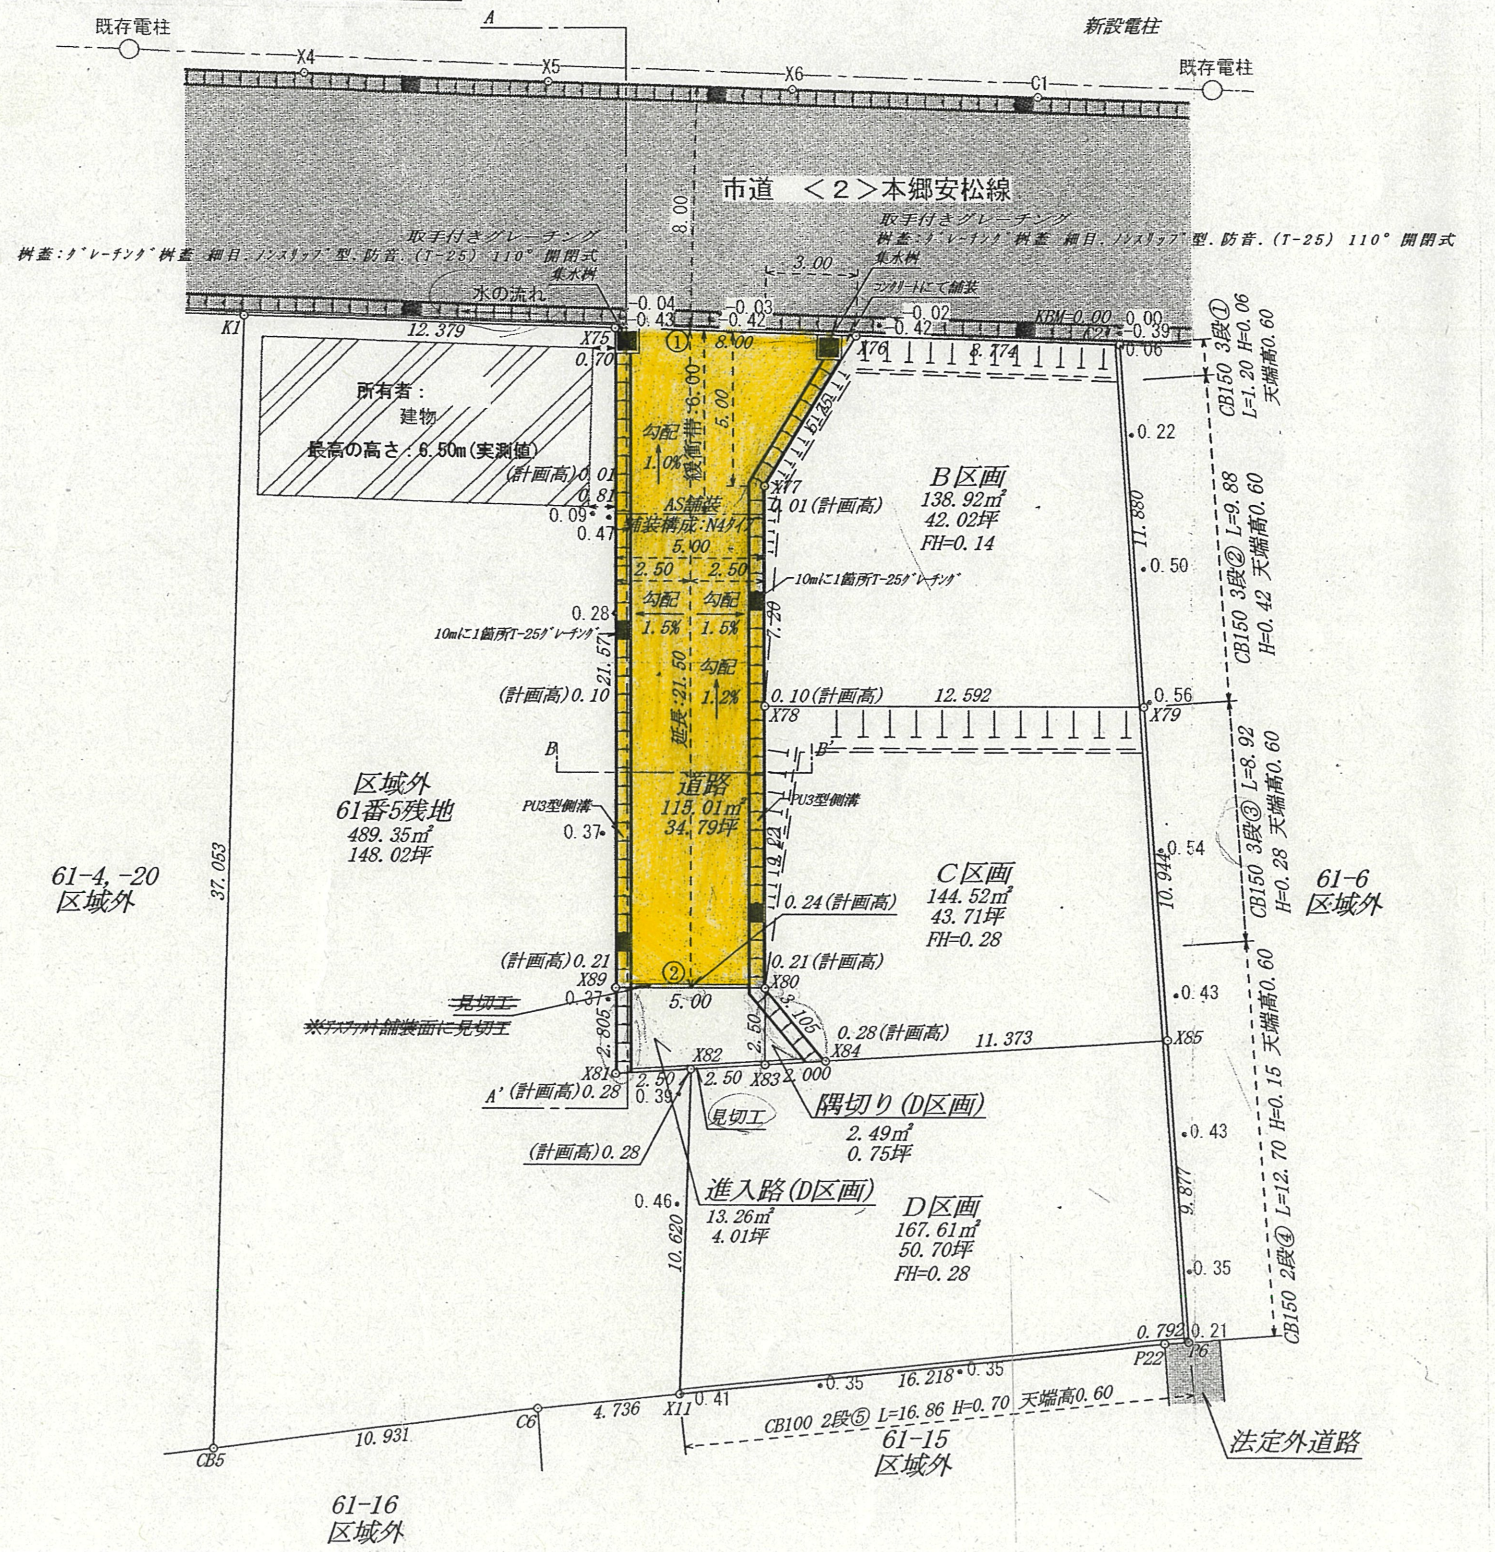 A
既存電柱
新設電柱
X4
X5
X6
C1
既存電柱
市道 <2>本郷安松線
8.00
取手付きグレーチング
桝蓋:グレーチング桝蓋 細目.ノンスリップ型.防音.(T-25) 110°開閉式
集水桝
取手付きグレーチング
桝蓋:グレーチング桝蓋 細目.ノンスリップ型.防音.(T-25) 110°開閉式
集水桝
3.00
コンクリートにて舗装
水の流れ
K1
12.379
X75
0.70
-0.04
-0.43
-0.03
-0.42
-0.02
-0.42
KBM-0.00
0.00
-0.39
0.06
①
8.00
X76
8.774
CB150 3段①
L=1.20 H=0.06
天端高0.60
所有者:
建物
最高の高さ:6.50m(実測値)
緩衝帯:6.00
5.00
5.825
勾配
1.0%
(計画高)0.01
0.81
0.09
0.47
X77
0.01(計画高)
AS舗装
舗装構成:N4タイプ
5.00
2.50
2.50
B区画
138.92㎡
42.02坪
FH=0.14
0.22
11.880
0.50
CB150 3段② L=9.88
H=0.42 天端高0.60
10mに1箇所T-25グレーチング
0.28
勾配
1.5%
勾配
1.5%
7.20
10mに1箇所T-25グレーチング
21.57
延長:21.50
勾配
1.2%
(計画高)0.10
0.10(計画高)
X78
12.592
0.56
X79
B
B'
区域外
61番5残地
489.35㎡
148.02坪
PU3型側溝
0.37
道路
115.01㎡
34.79坪
PU3型側溝
9.22
C区画
144.52㎡
43.71坪
FH=0.28
0.54
10.944
CB150 3段③ L=8.92
H=0.28 天端高0.60
61-4,-20
区域外
37.053
61-6
区域外
0.24(計画高)
(計画高)0.21
X89
0.37
②
5.00
0.21(計画高)
X80
見切工
※アスファルト舗装面に見切工
2.805
2.50
3.105
0.28(計画高)
X84
11.373
0.43
X85
X81
2.50
X82
2.50
X83
2.000
A'
(計画高)0.28
0.39
見切工
隅切り(D区画)
2.49㎡
0.75坪
(計画高)0.28
0.46
進入路(D区画)
13.26㎡
4.01坪
D区画
167.61㎡
50.70坪
FH=0.28
10.620
0.43
9.877
0.35
CB150 2段④ L=12.70 H=0.15 天端高0.60
0.792
0.21
P22
P6
CB5
10.931
C6
4.736
X11
0.41
0.35
16.218
0.35
CB100 2段⑤ L=16.86 H=0.70 天端高0.60
61-15
区域外
法定外道路
61-16
区域外